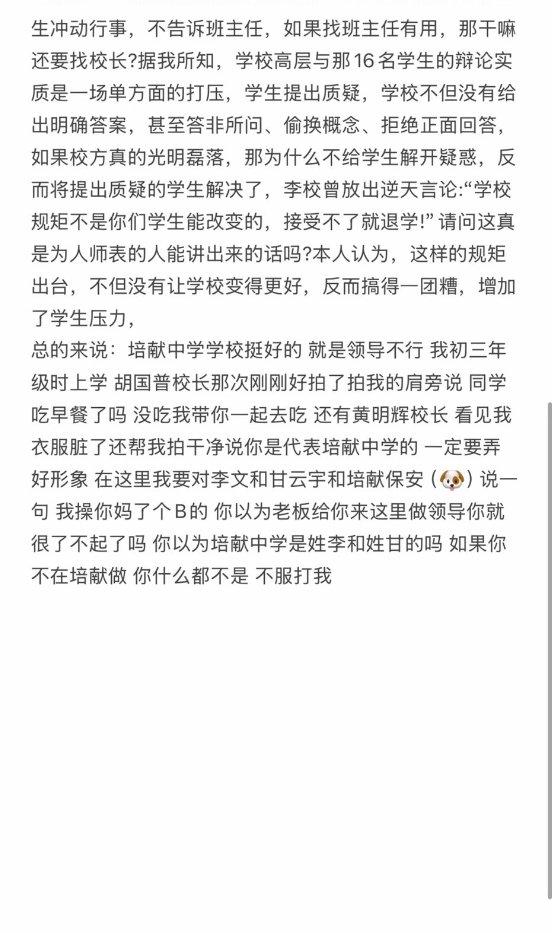 生冲动行事，不告诉班主任，如果找班主任有用，那干嘛
还要找校长?据我所知，学校高层与那16名学生的辩论实
质是一场单方面的打压，学生提出质疑，学校不但没有给
出明确答案，甚至答非所问、偷换概念、拒绝正面回答，
如果校方真的光明磊落，那为什么不给学生解开疑惑，反
而将提出质疑的学生解决了，李校曾放出逆天言论:“学校
规矩不是你们学生能改变的，接受不了就退学!” 请问这真
是为人师表的人能讲出来的话吗?本人认为，这样的规矩
出台，不但没有让学校变得更好，反而搞得一团糟，增加
了学生压力，
总的来说：培献中学学校挺好的 就是领导不行 我初三年
级时上学 胡国普校长那次刚刚好拍了拍我的肩旁说 同学
吃早餐了吗 没吃我带你一起去吃 还有黄明辉校长 看见我
衣服脏了还帮我拍干净说你是代表培献中学的 一定要弄
好形象 在这里我要对李文和甘云宇和培献保安 (🐶) 说一
句 我操你妈了个B的 你以为老板给你来这里做领导你就
很了不起了吗 你以为培献中学是姓李和姓甘的吗 如果你
不在培献做 你什么都不是 不服打我